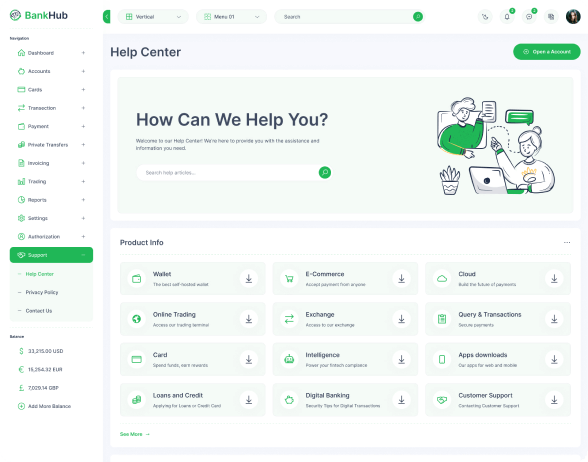 BankHub
Vertical
Menu 01
Search
Navigation
Dashboard
Accounts
Cards
Transaction
Payment
Private Transfers
Invoicing
Trading
Reports
Settings
Authorization
Support
Help Center
Privacy Policy
Contact Us
Balance
33,215.00 USD
15,254.32 EUR
7,029.14 GBP
Add More Balance
Help Center
Open a Account
How Can We Help You?
Welcome to our Help Center! We're here to provide you with the assistance and
information you need.
Search help articles...
Product Info
Wallet
The best self-hosted wallet
E-Commerce
Accept payment from anyone
Cloud
Build the future of payments
Online Trading
Access our trading terminal
Exchange
Access to our exchange
Query & Transactions
Secure payments
Card
Spend funds, earn rewards
Intelligence
Power your fintech compliance
Apps downloads
Our apps for web and mobile
Loans and Credit
Applying for Loans or Credit Card
Digital Banking
Security Tips for Digital Transactions
Customer Support
Contacting Customer Support
See More